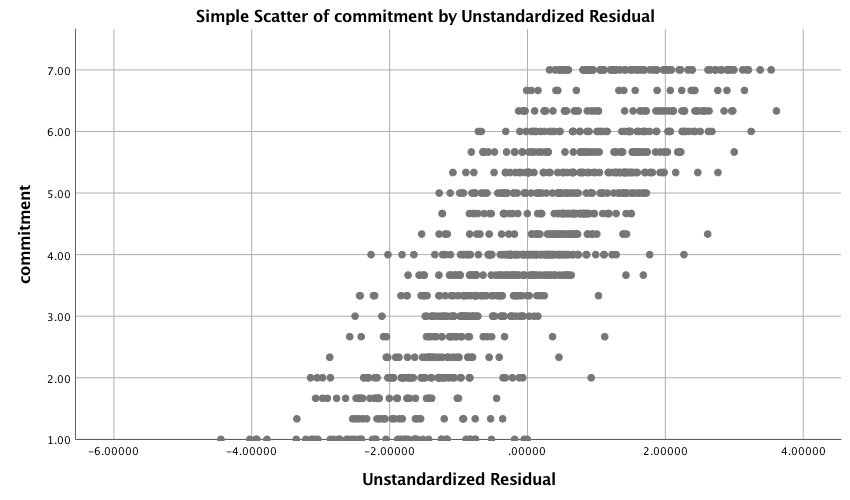 Simple Scatter of commitment by Unstandardized Residual
7.00
6.00
5.00
4.00
3.00
2.00
1.00
commitment
-6.00000 -4.00000 -2.00000 .00000 2.00000 4.00000
Unstandardized Residual